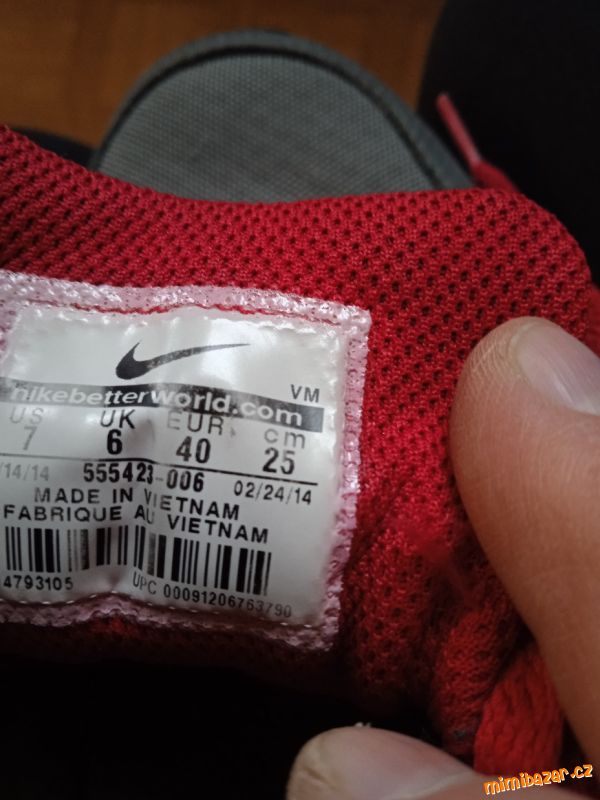 VM
nikebetterworld.com
US UK EUR cm
7 6 40 25
/14/14 555423-006 02/24/14
MADE IN VIETNAM
FABRIQUE AU VIETNAM
4793105 UPC 00091206763790
mimibazar.cz